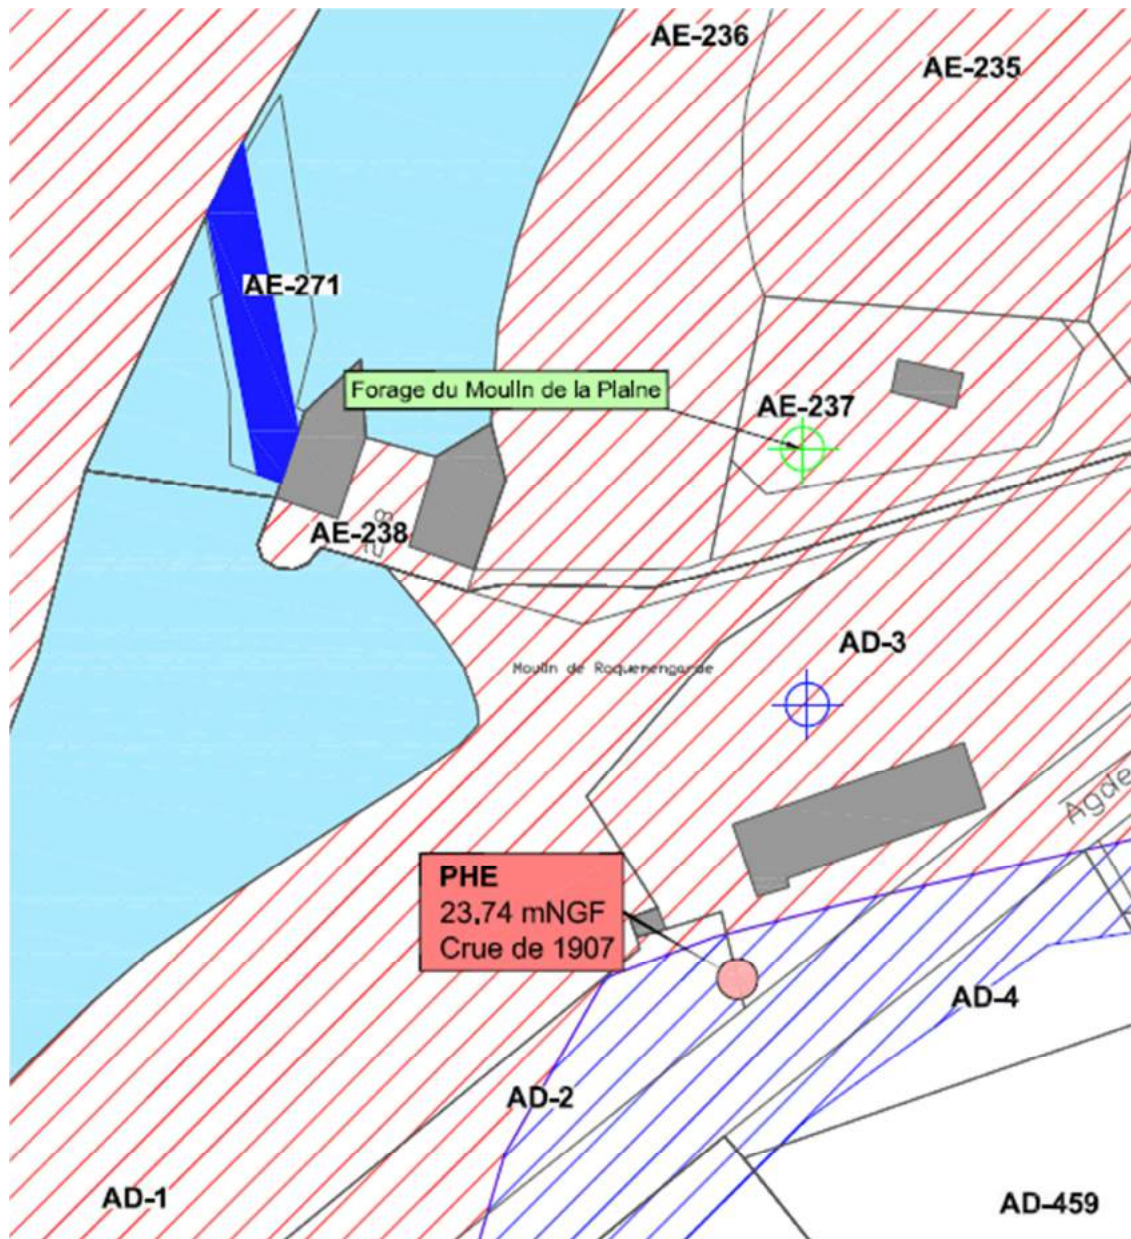 AE-236
AE-235
AE-271
Forage du Moulin de la Plaine
AE-237
AE-238
AD-3
Moulin de Roquemengarde
Agde
PHE
23,74 mNGF
Crue de 1907
AD-4
AD-2
AD-1
AD-459